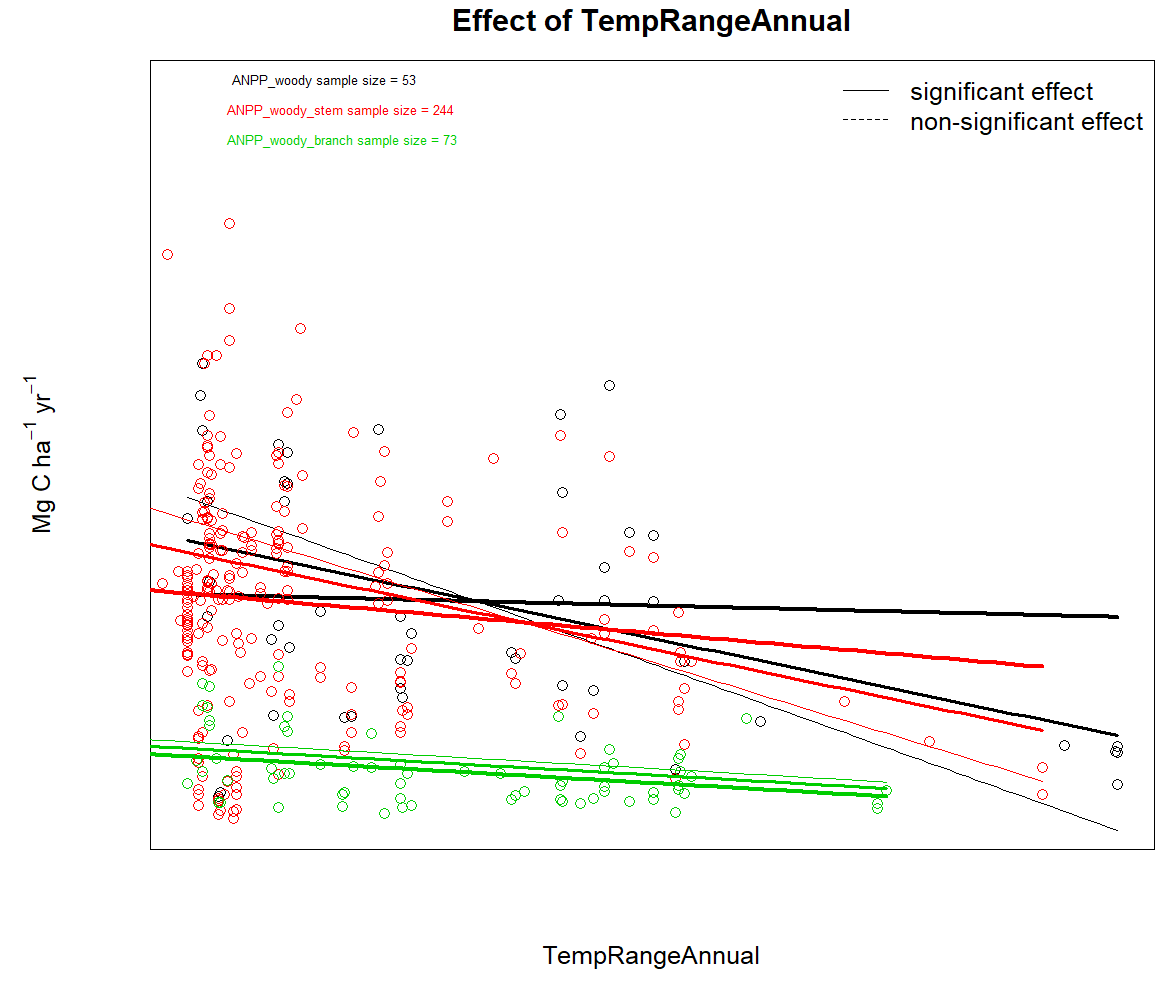 Effect of TempRangeAnnual
ANPP_woody sample size = 53
ANPP_woody_stem sample size = 244
ANPP_woody_branch sample size = 73
significant effect
non-significant effect
Mg C ha⁻¹ yr⁻¹
TempRangeAnnual